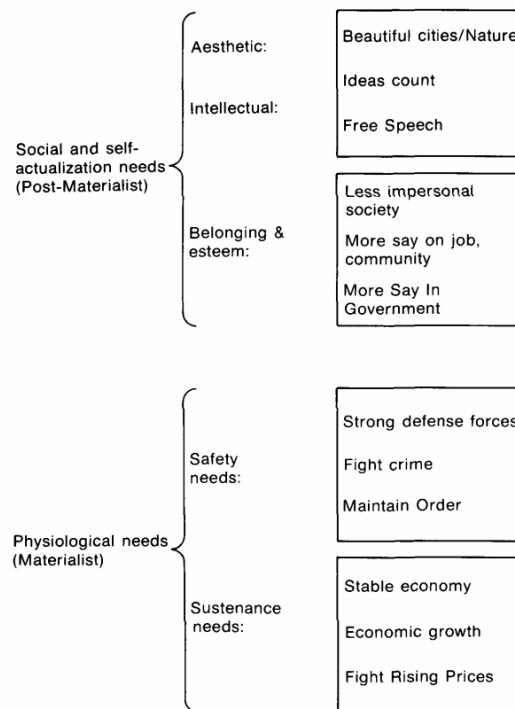 Aesthetic:
Beautiful cities/Nature
Ideas count
Intellectual:
Free Speech
Social and self-
actualization needs
(Post-Materialist)
Less impersonal
society
Belonging &
esteem:
More say on job,
community
More Say In
Government
Strong defense forces
Safety
needs:
Fight crime
Maintain Order
Physiological needs
(Materialist)
Stable economy
Sustenance
needs:
Economic growth
Fight Rising Prices